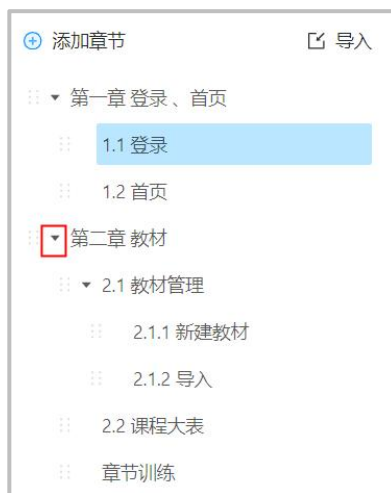 添加章节 导入
第一章 登录 、首页
1.1 登录
1.2 首页
第二章 教材
2.1 教材管理
2.1.1 新建教材
2.1.2 导入
2.2 课程大表
章节训练